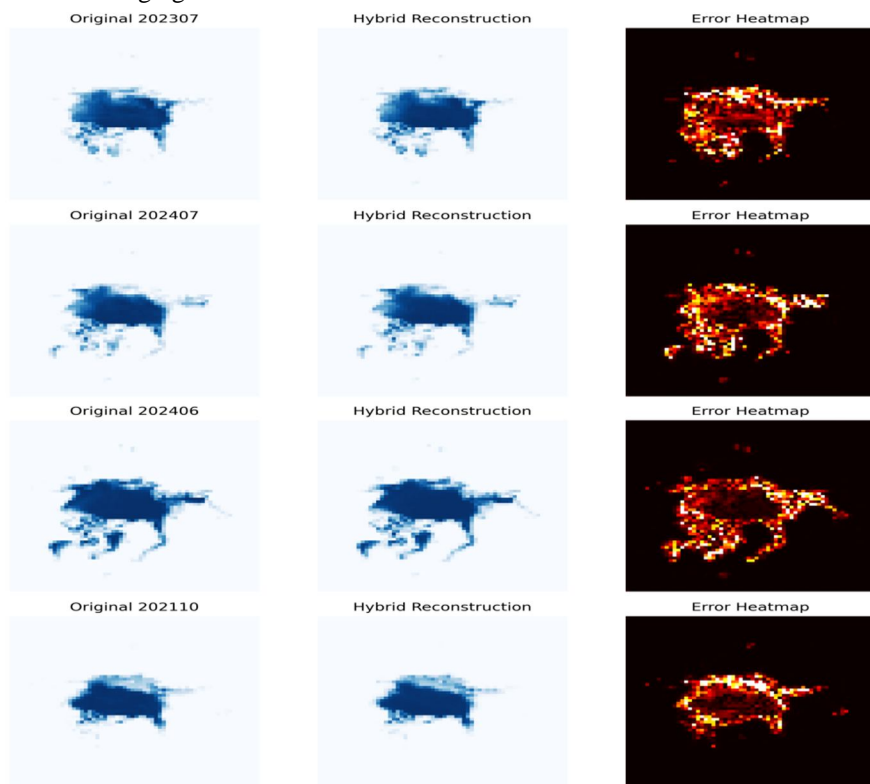 Original 202307
Hybrid Reconstruction
Error Heatmap
Original 202407
Hybrid Reconstruction
Error Heatmap
Original 202406
Hybrid Reconstruction
Error Heatmap
Original 202110
Hybrid Reconstruction
Error Heatmap